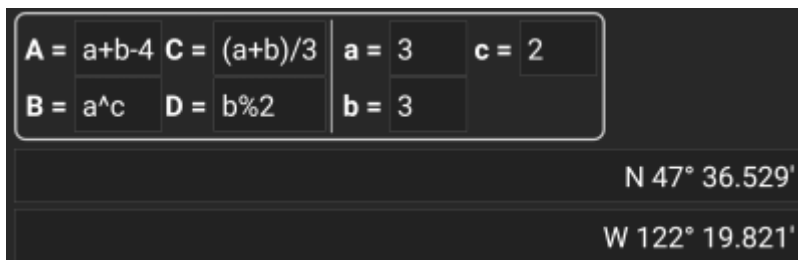 A = a+b-4 C = (a+b)/3 a = 3 c = 2
B = a^c D = b%2 b = 3
N 47° 36.529'
W 122° 19.821'